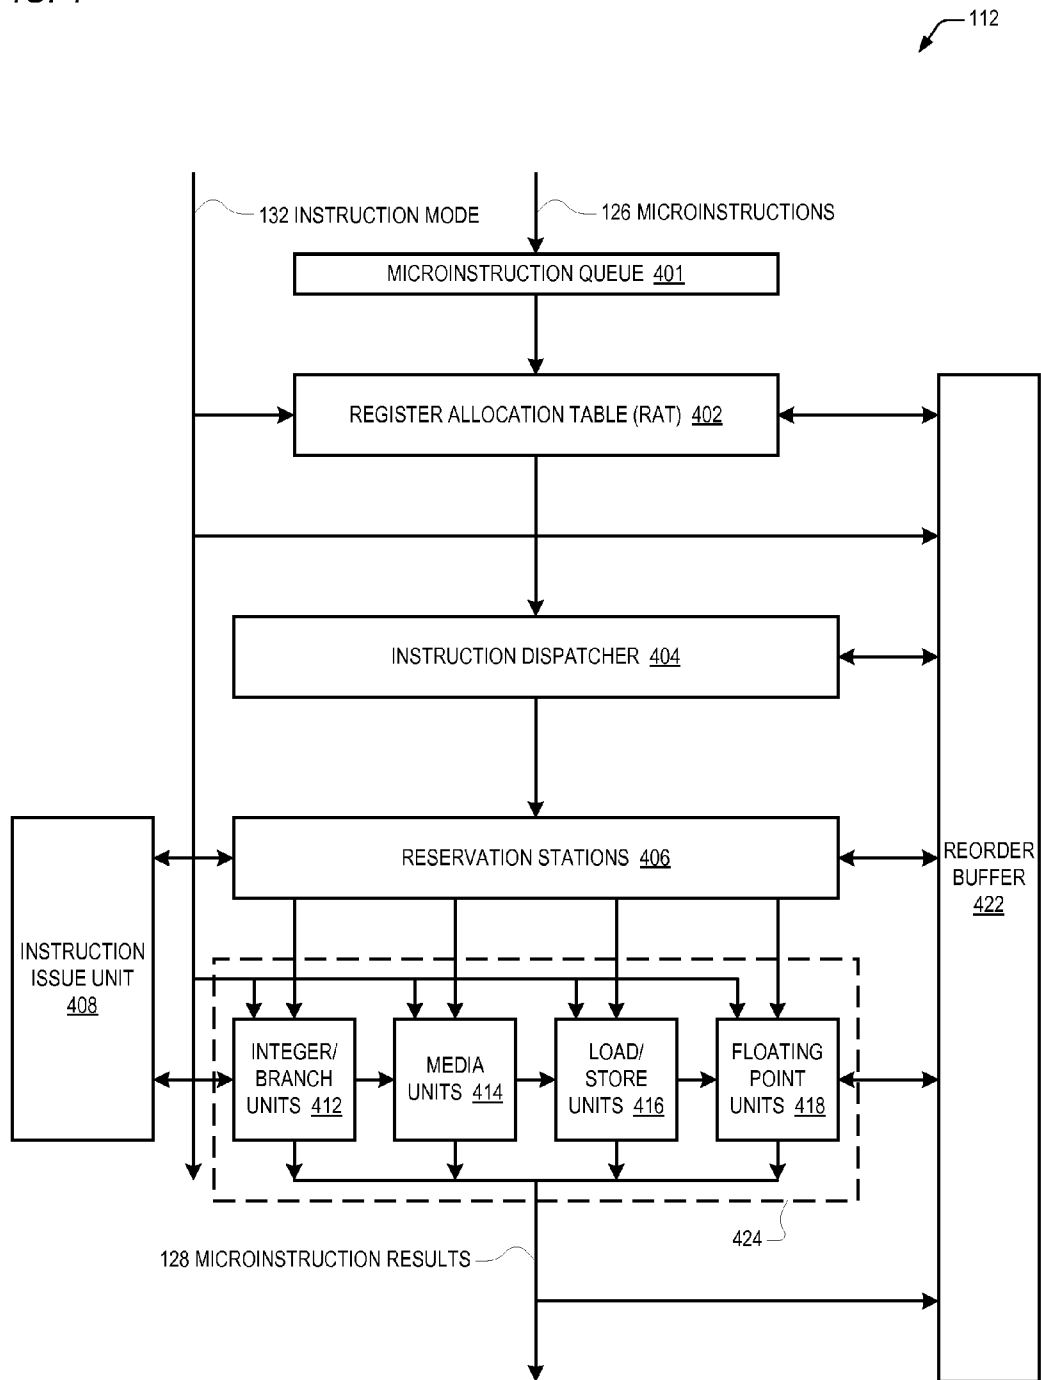 112
132 INSTRUCTION MODE
126 MICROINSTRUCTIONS
MICROINSTRUCTION QUEUE 401
REGISTER ALLOCATION TABLE (RAT) 402
INSTRUCTION DISPATCHER 404
RESERVATION STATIONS 406
REORDER
BUFFER
422
INSTRUCTION
ISSUE UNIT
408
INTEGER/
BRANCH
UNITS 412
MEDIA
UNITS 414
LOAD/
STORE
UNITS 416
FLOATING
POINT
UNITS 418
424
128 MICROINSTRUCTION RESULTS